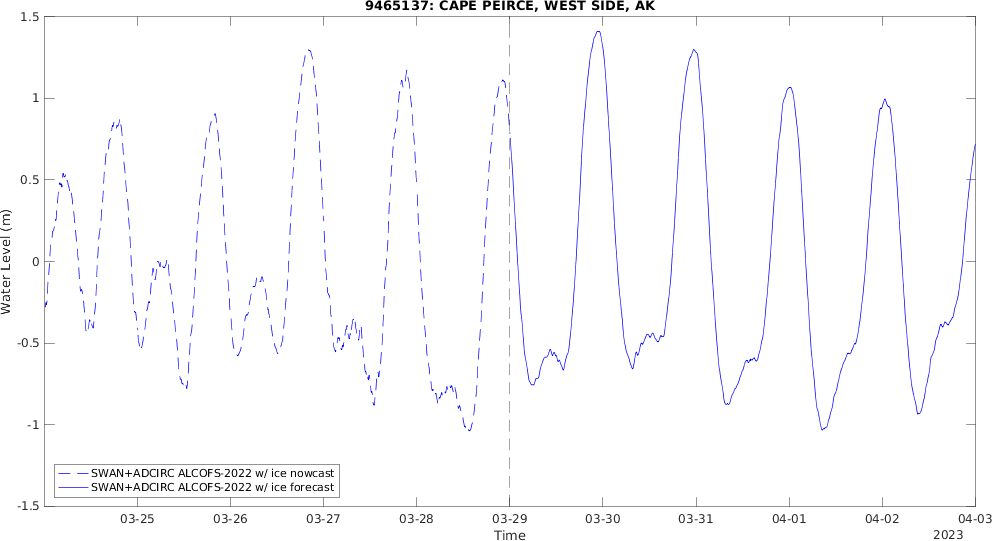 9465137: CAPE PEIRCE, WEST SIDE, AK
1.5
1
0.5
0
-0.5
-1
-1.5
Water Level (m)
SWAN+ADCIRC ALCOFS-2022 w/ ice nowcast
SWAN+ADCIRC ALCOFS-2022 w/ ice forecast
03-25 03-26 03-27 03-28 03-29 03-30 03-31 04-01 04-02 04-03
Time
2023